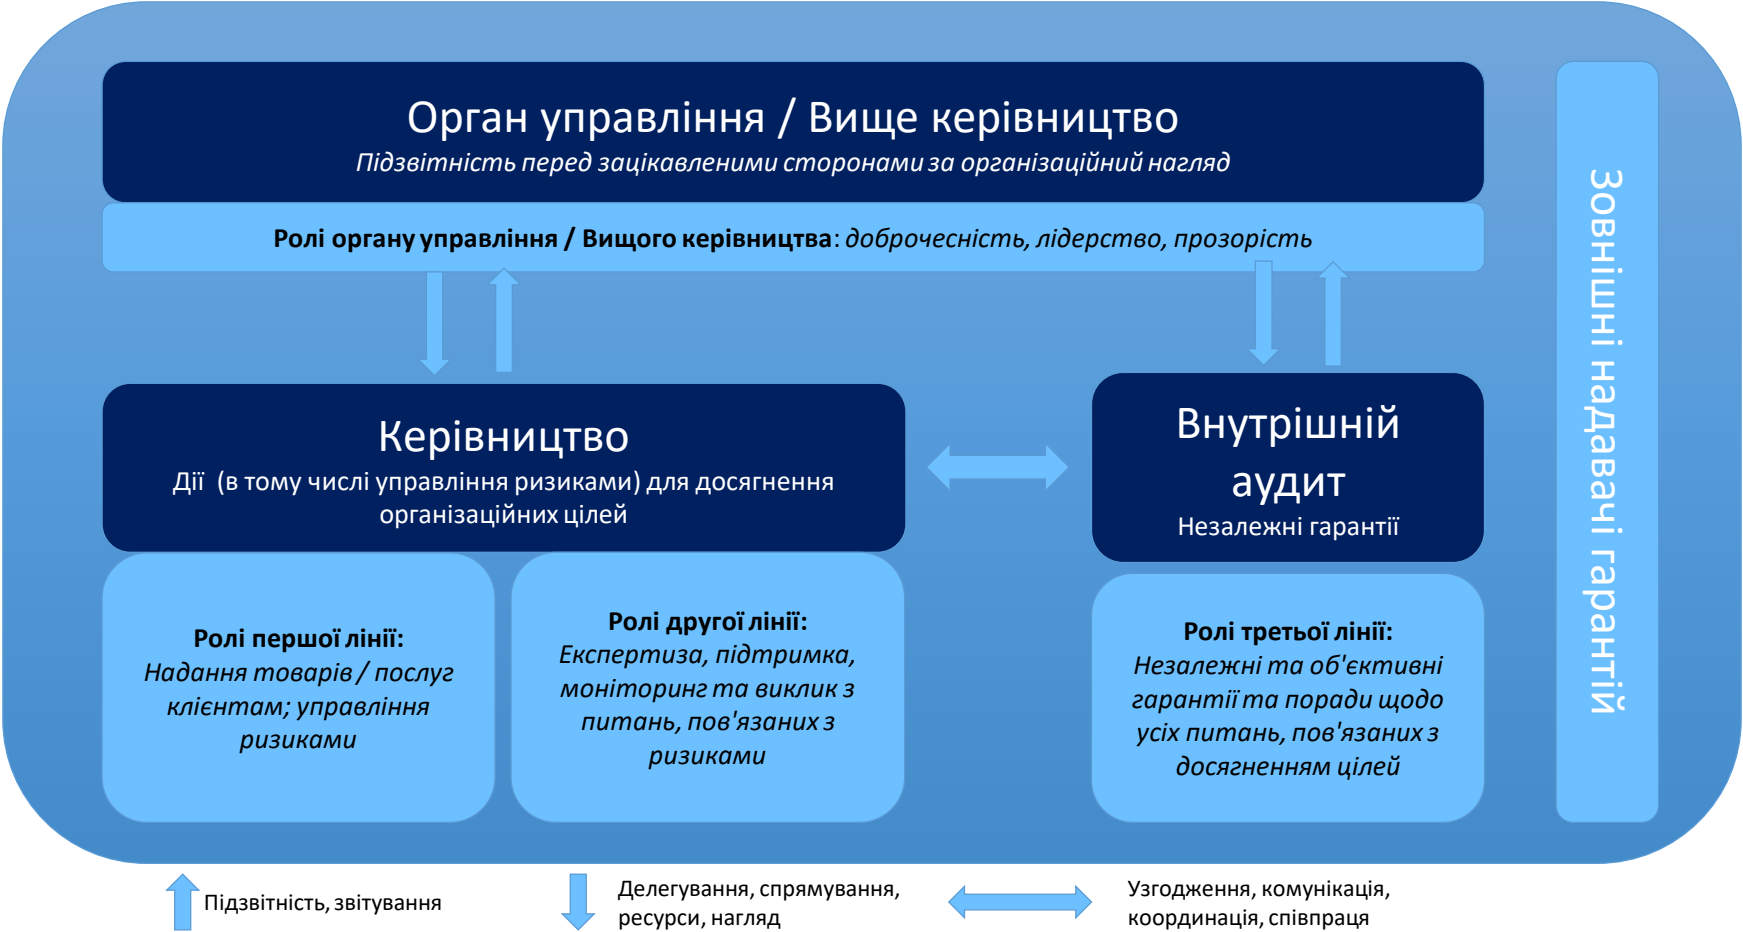 Орган управління / Вище керівництво
Підзвітність перед зацікавленими сторонами за організаційний нагляд
Ролі органу управління / Вищого керівництва: доброчесність, лідерство, прозорість
Керівництво
Дії (в тому числі управління ризиками) для досягнення
організаційних цілей
Внутрішній
аудит
Незалежні гарантії
Ролі першої лінії:
Надання товарів / послуг
клієнтам; управління
ризиками
Ролі другої лінії:
Експертиза, підтримка,
моніторинг та виклик з
питань, пов'язаних з
ризиками
Ролі третьої лінії:
Незалежні та об'єктивні
гарантії та поради щодо
усіх питань, пов'язаних з
досягненням цілей
Зовнішні надавачі гарантій
Підзвітність, звітування
Делегування, спрямування,
ресурси, нагляд
Узгодження, комунікація,
координація, співпраця